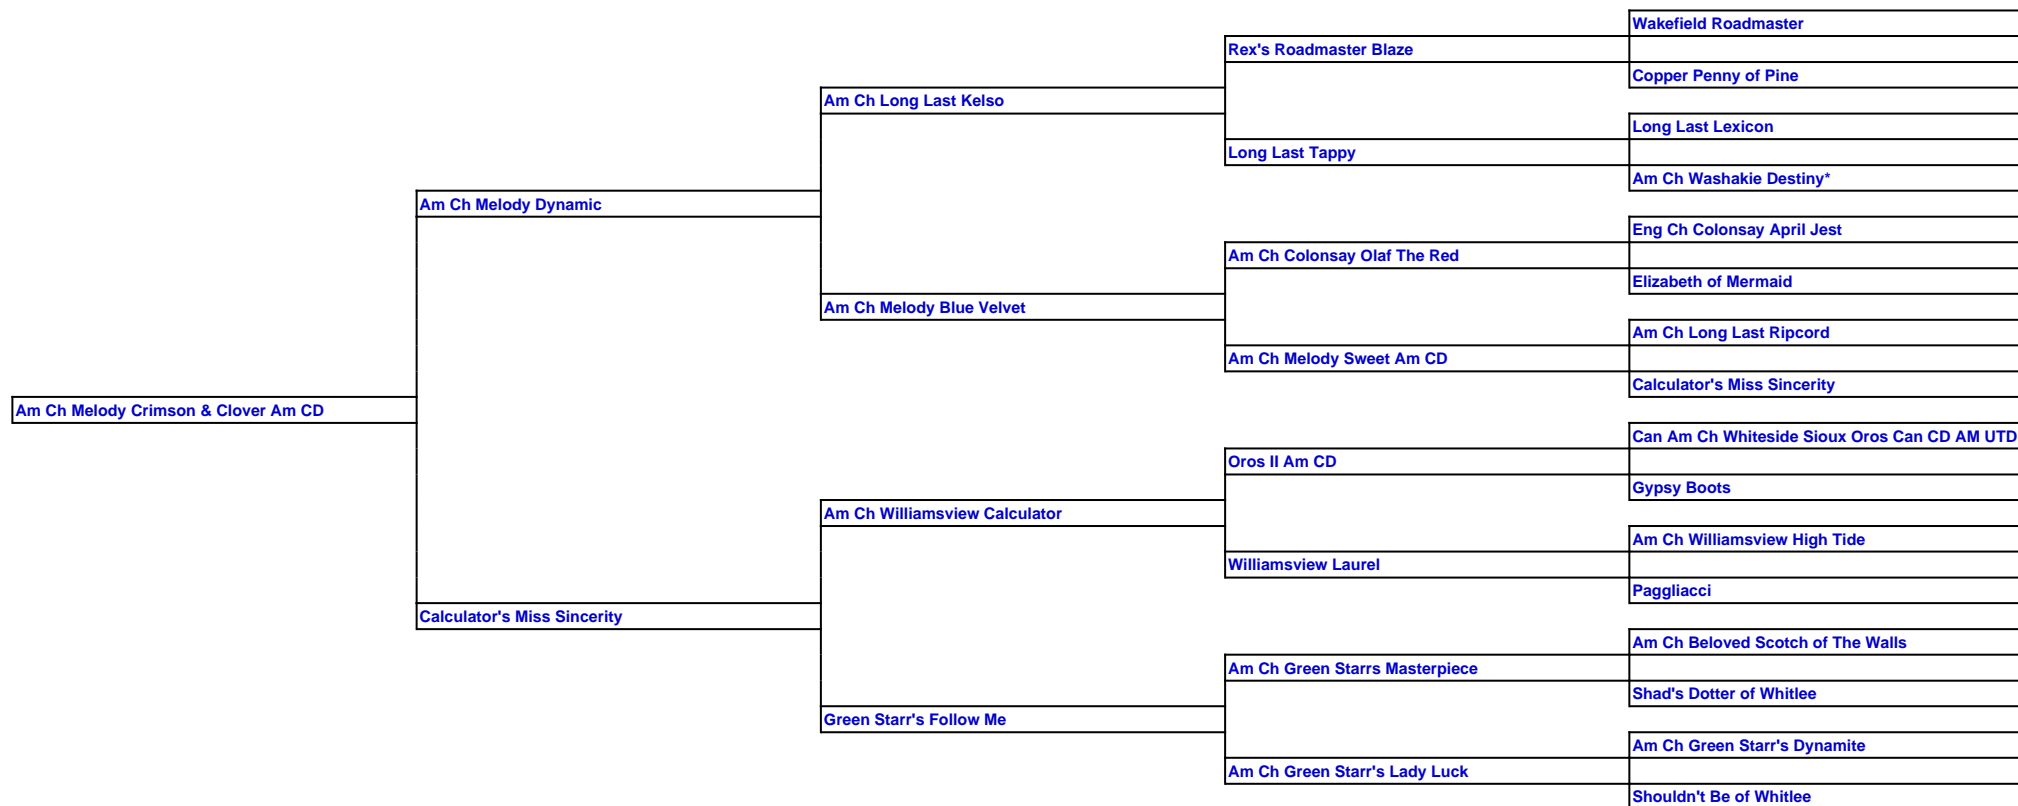 Wakefield Roadmaster
Rex's Roadmaster Blaze
Copper Penny of Pine
Am Ch Long Last Kelso
Long Last Lexicon
Long Last Tappy
Am Ch Washakie Destiny*
Am Ch Melody Dynamic
Eng Ch Colonsay April Jest
Am Ch Colonsay Olaf The Red
Elizabeth of Mermaid
Am Ch Melody Blue Velvet
Am Ch Long Last Ripcord
Am Ch Melody Sweet Am CD
Calculator's Miss Sincerity
Am Ch Melody Crimson & Clover Am CD
Can Am Ch Whiteside Sioux Oros Can CD AM UTD
Oros II Am CD
Gypsy Boots
Am Ch Williamsview Calculator
Am Ch Williamsview High Tide
Williamsview Laurel
Paggliacci
Calculator's Miss Sincerity
Am Ch Beloved Scotch of The Walls
Am Ch Green Starrs Masterpiece
Shad's Dotter of Whitlee
Green Starr's Follow Me
Am Ch Green Starr's Dynamite
Am Ch Green Starr's Lady Luck
Shouldn't Be of Whitlee